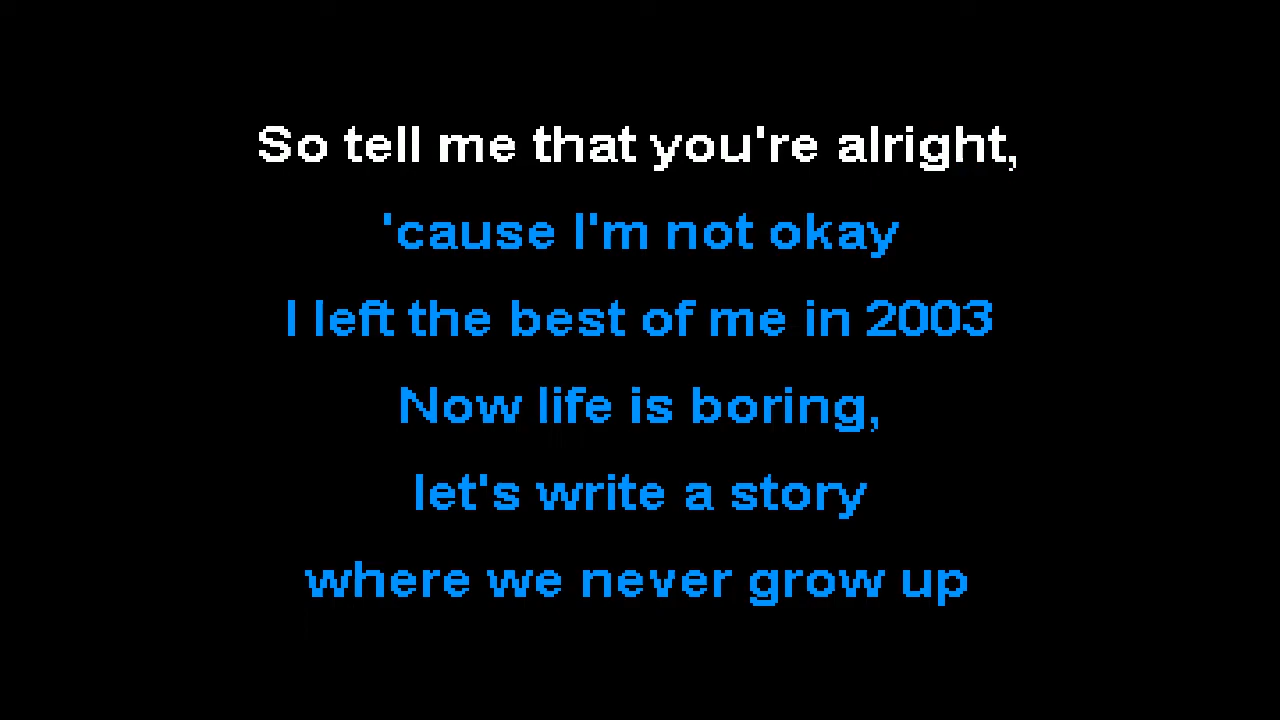 So tell me that you're alright,
'cause I'm not okay
I left the best of me in 2003
Now life is boring,
let's write a story
where we never grow up